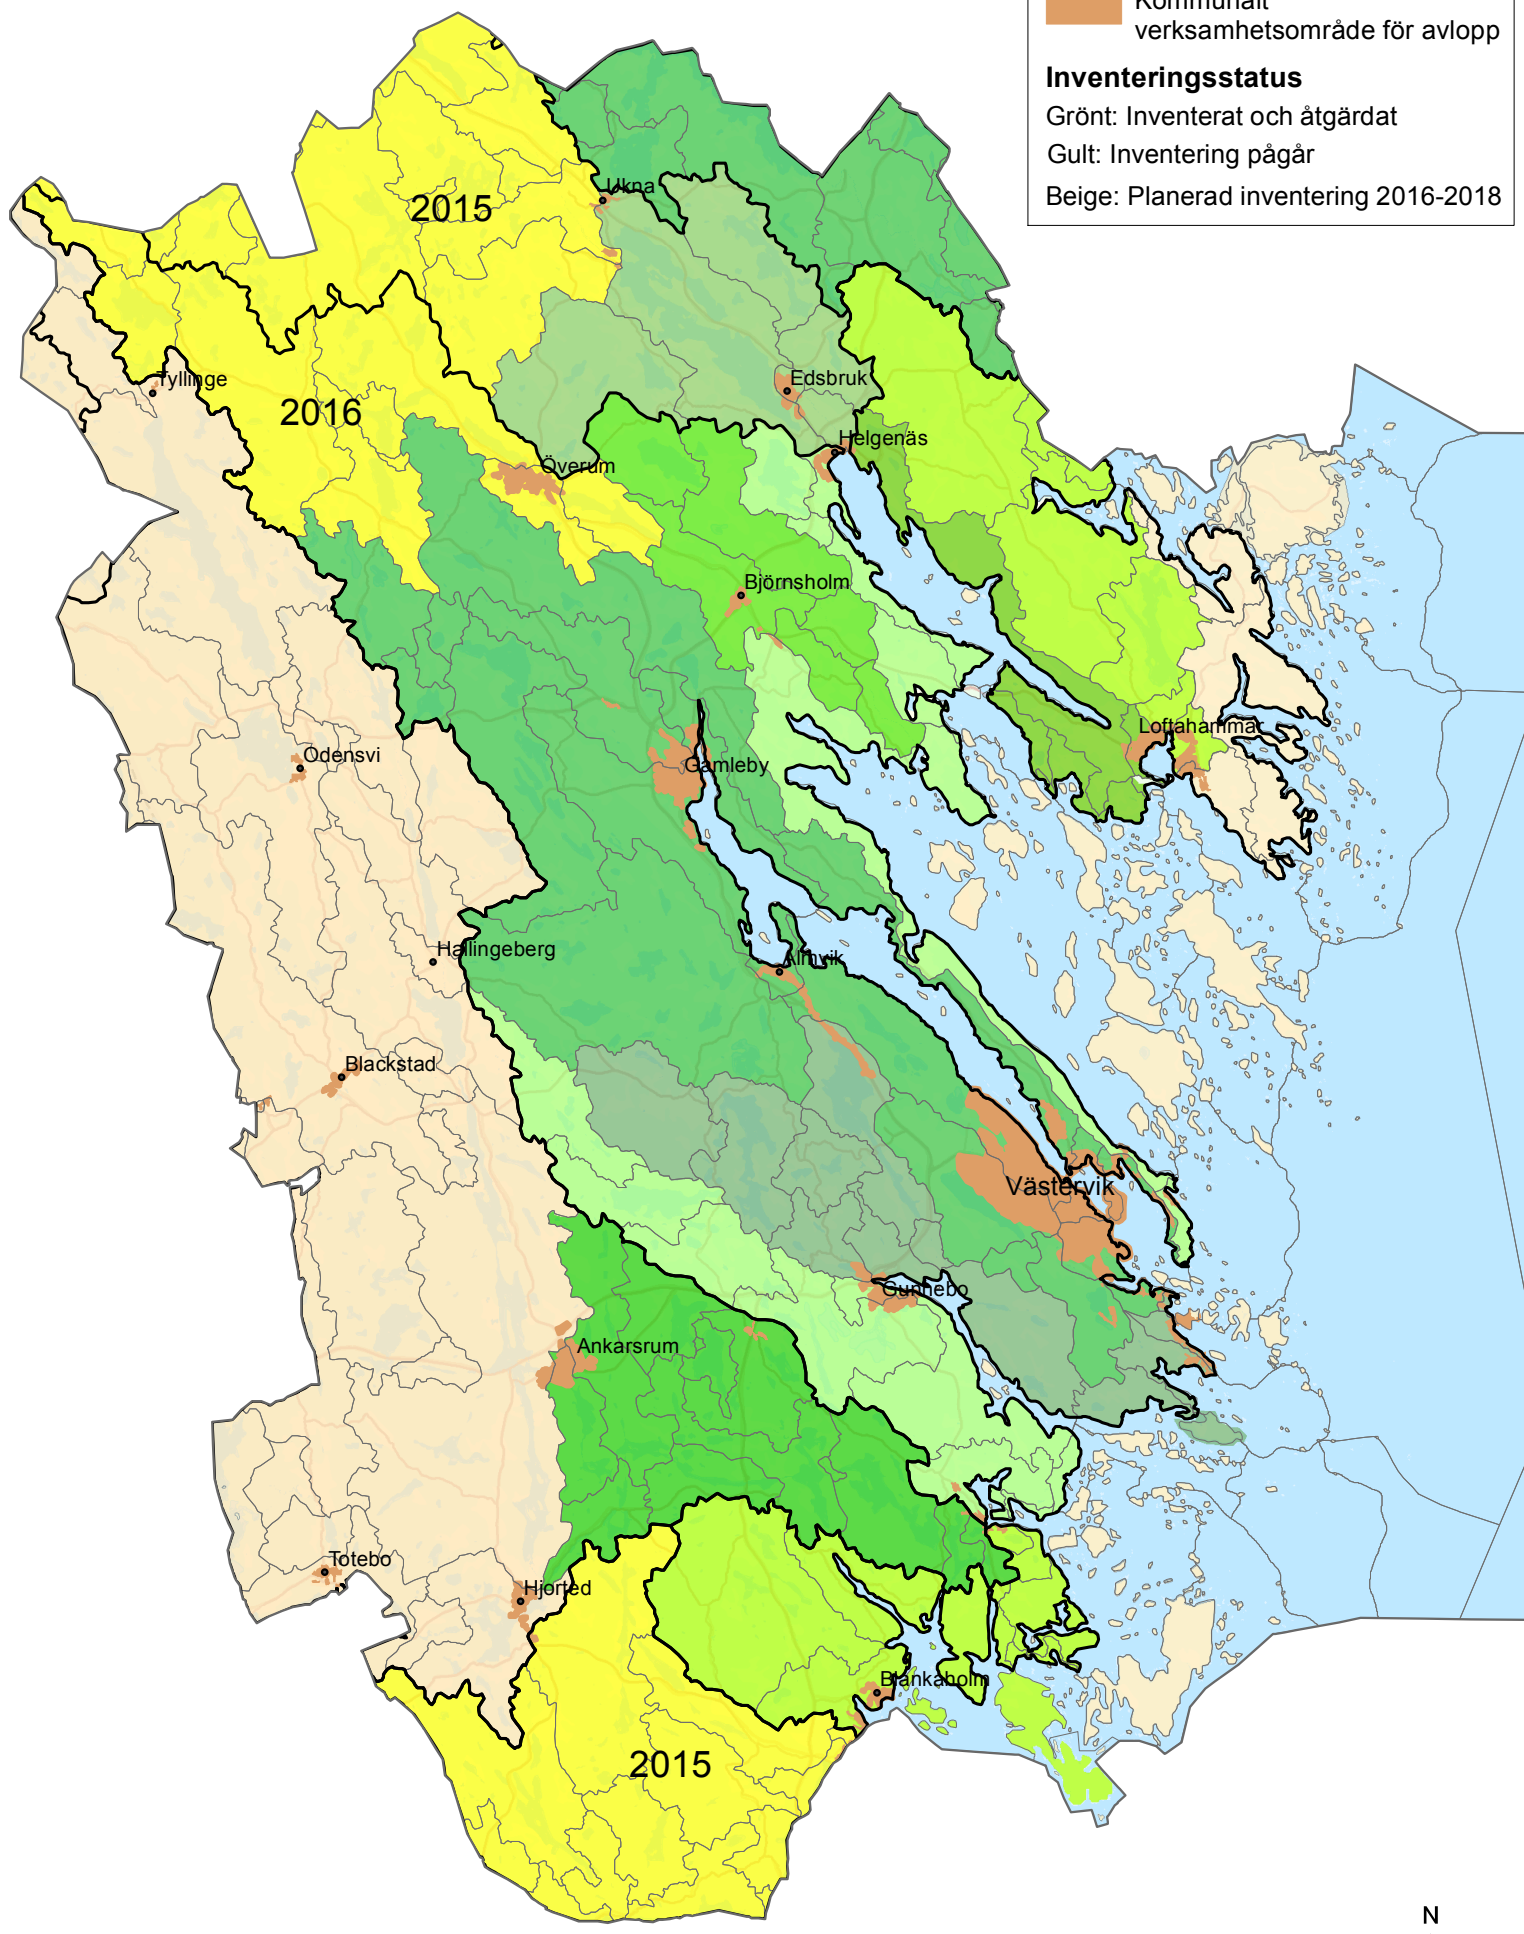 Kommunalt
verksamhetsområde för avlopp
Inventeringsstatus
Grönt: Inventerat och åtgärdat
Gult: Inventering pågår
Beige: Planerad inventering 2016-2018
Ukna
2015
Tyllinge
2016
Edsbruk
Helgenäs
Överum
Björnsholm
Loftahammar
Odensvi
Gamleby
Hallingeberg
Almvik
Blackstad
Västervik
Gunnebo
Ankarsrum
Totebo
Hjorted
Blankaholm
2015
N